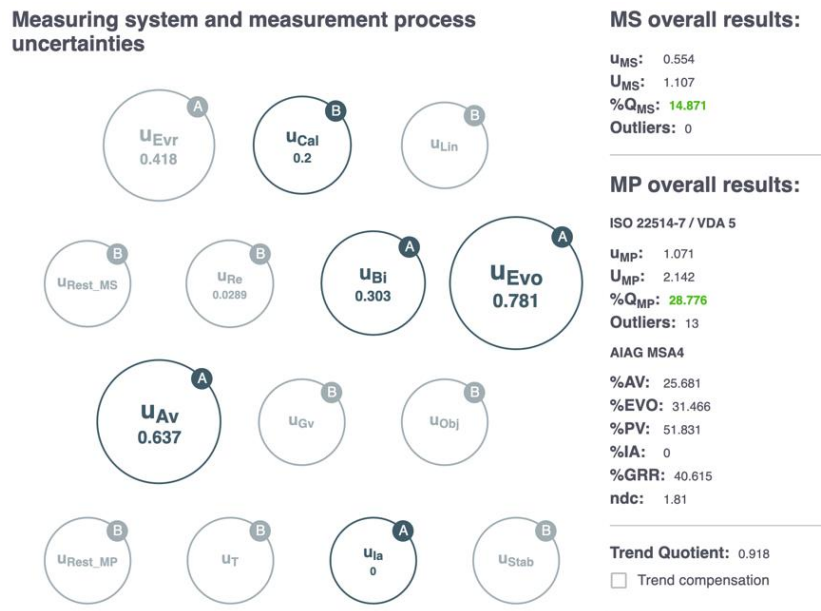 Measuring system and measurement process
uncertainties
A
uEvr
0.418
B
uCal
0.2
B
uLin
B
uRest_MS
B
uRe
0.0289
A
uBi
0.303
A
uEvo
0.781
A
uAv
0.637
B
uGv
B
uObj
B
uRest_MP
B
uT
A
uIa
0
B
uStab
MS overall results:
uMS: 0.554
UMS: 1.107
%QMS: 14.871
Outliers: 0
MP overall results:
ISO 22514-7 / VDA 5
uMP: 1.071
UMP: 2.142
%QMP: 28.776
Outliers: 13
AIAG MSA4
%AV: 25.681
%EVO: 31.466
%PV: 51.831
%IA: 0
%GRR: 40.615
ndc: 1.81
Trend Quotient: 0.918
Trend compensation